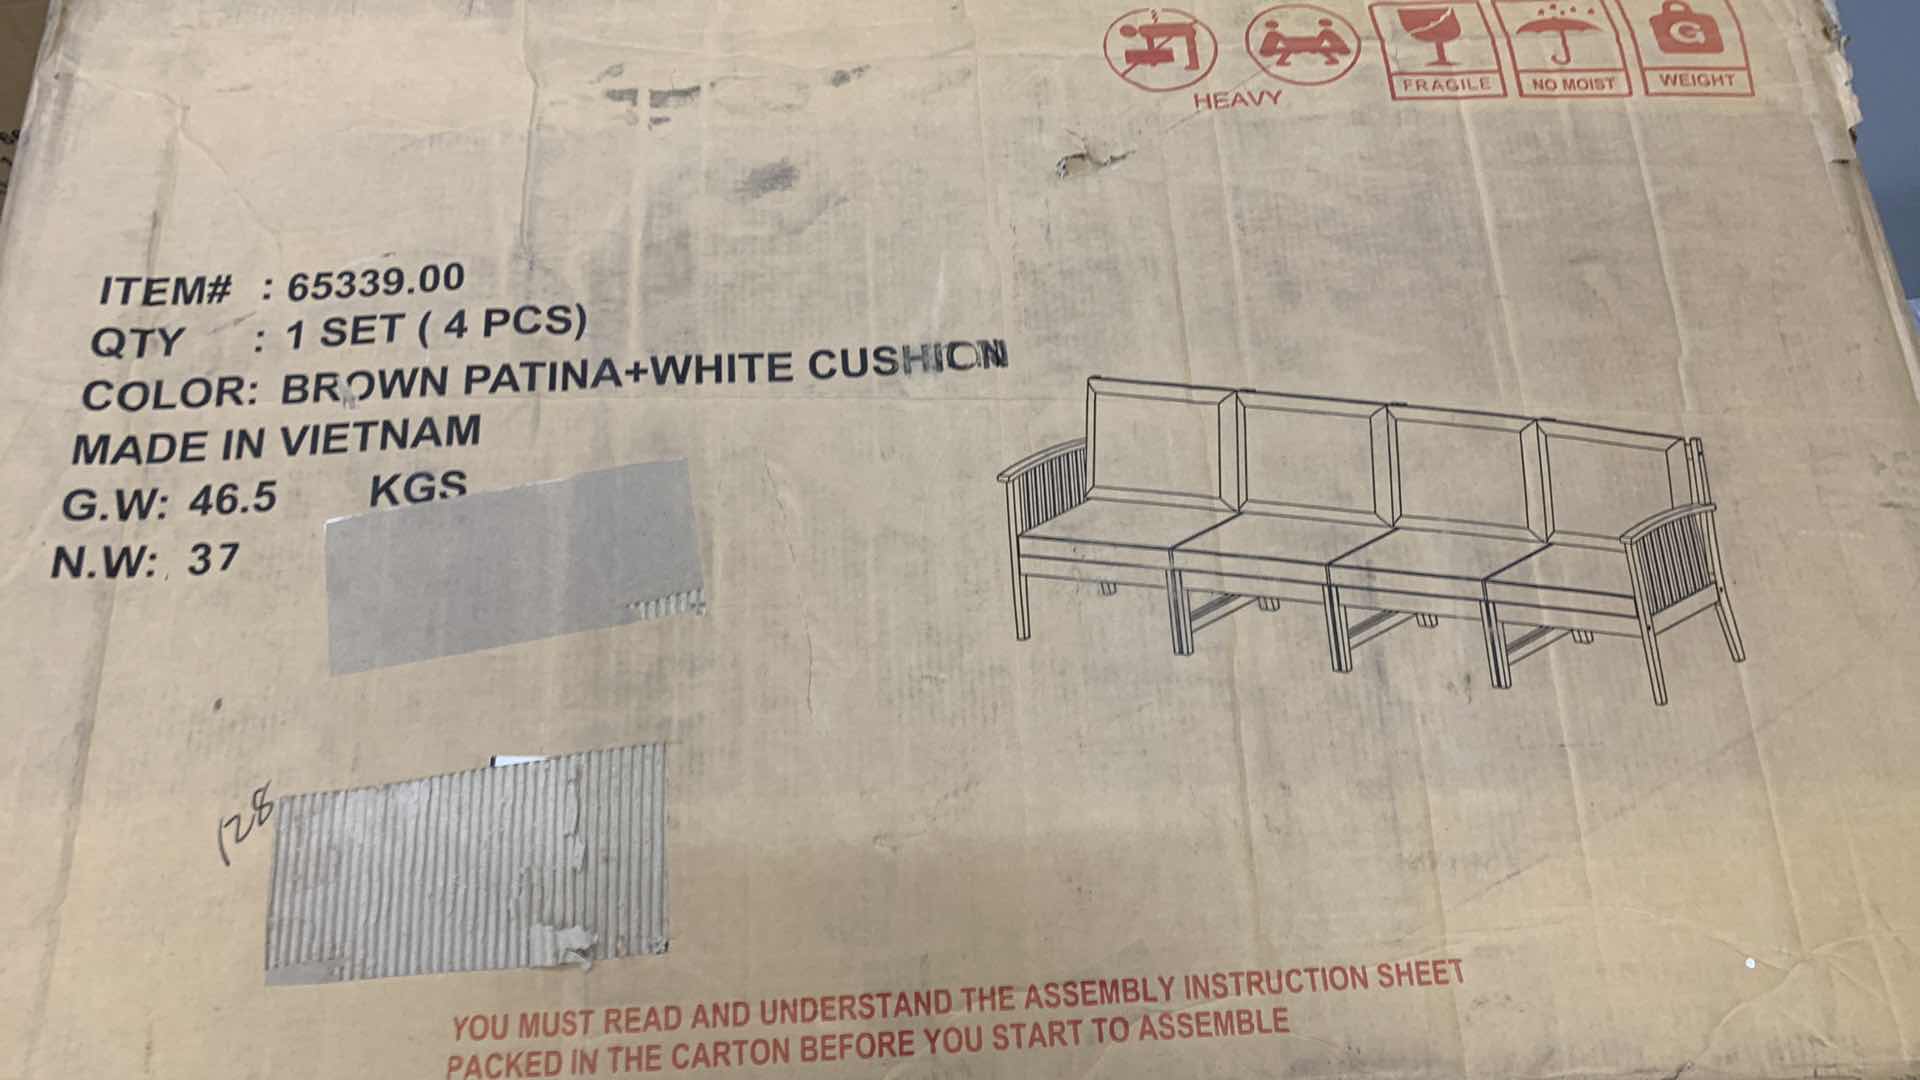 HEAVY
FRAGILE
NO MOIST
G
WEIGHT
ITEM# : 65339.00
QTY : 1 SET ( 4 PCS)
COLOR: BROWN PATINA+WHITE CUSHION
MADE IN VIETNAM
G.W: 46.5 KGS
N.W: 37
128
YOU MUST READ AND UNDERSTAND THE ASSEMBLY INSTRUCTION SHEET
PACKED IN THE CARTON BEFORE YOU START TO ASSEMBLE